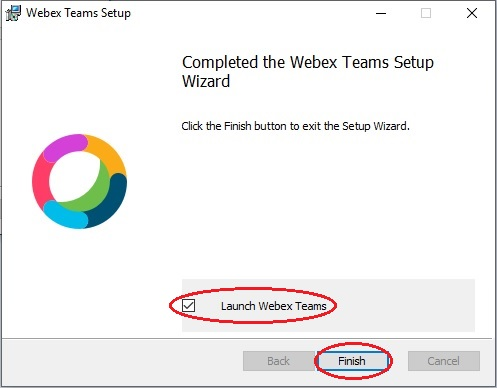 Webex Teams Setup
Completed the Webex Teams Setup
Wizard
Click the Finish button to exit the Setup Wizard.
Launch Webex Teams
Back
Finish
Cancel